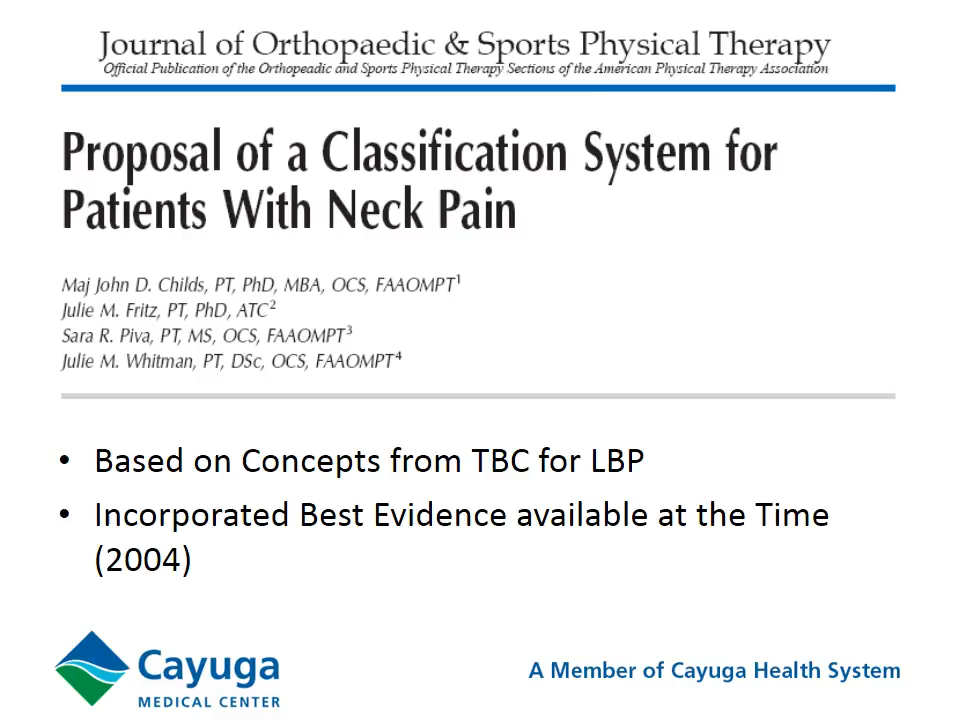 Journal of Orthopaedic & Sports Physical Therapy
Official Publication of the Orthopeadic and Sports Physical Therapy Sections of the American Physical Therapy Association
Proposal of a Classification System for
Patients With Neck Pain
Maj John D. Childs, PT, PhD, MBA, OCS, FAAOMPT¹
Julie M. Fritz, PT, PhD, ATC²
Sara R. Piva, PT, MS, OCS, FAAOMPT³
Julie M. Whitman, PT, DSc, OCS, FAAOMPT⁴
• Based on Concepts from TBC for LBP
• Incorporated Best Evidence available at the Time
(2004)
Cayuga
MEDICAL CENTER
A Member of Cayuga Health System